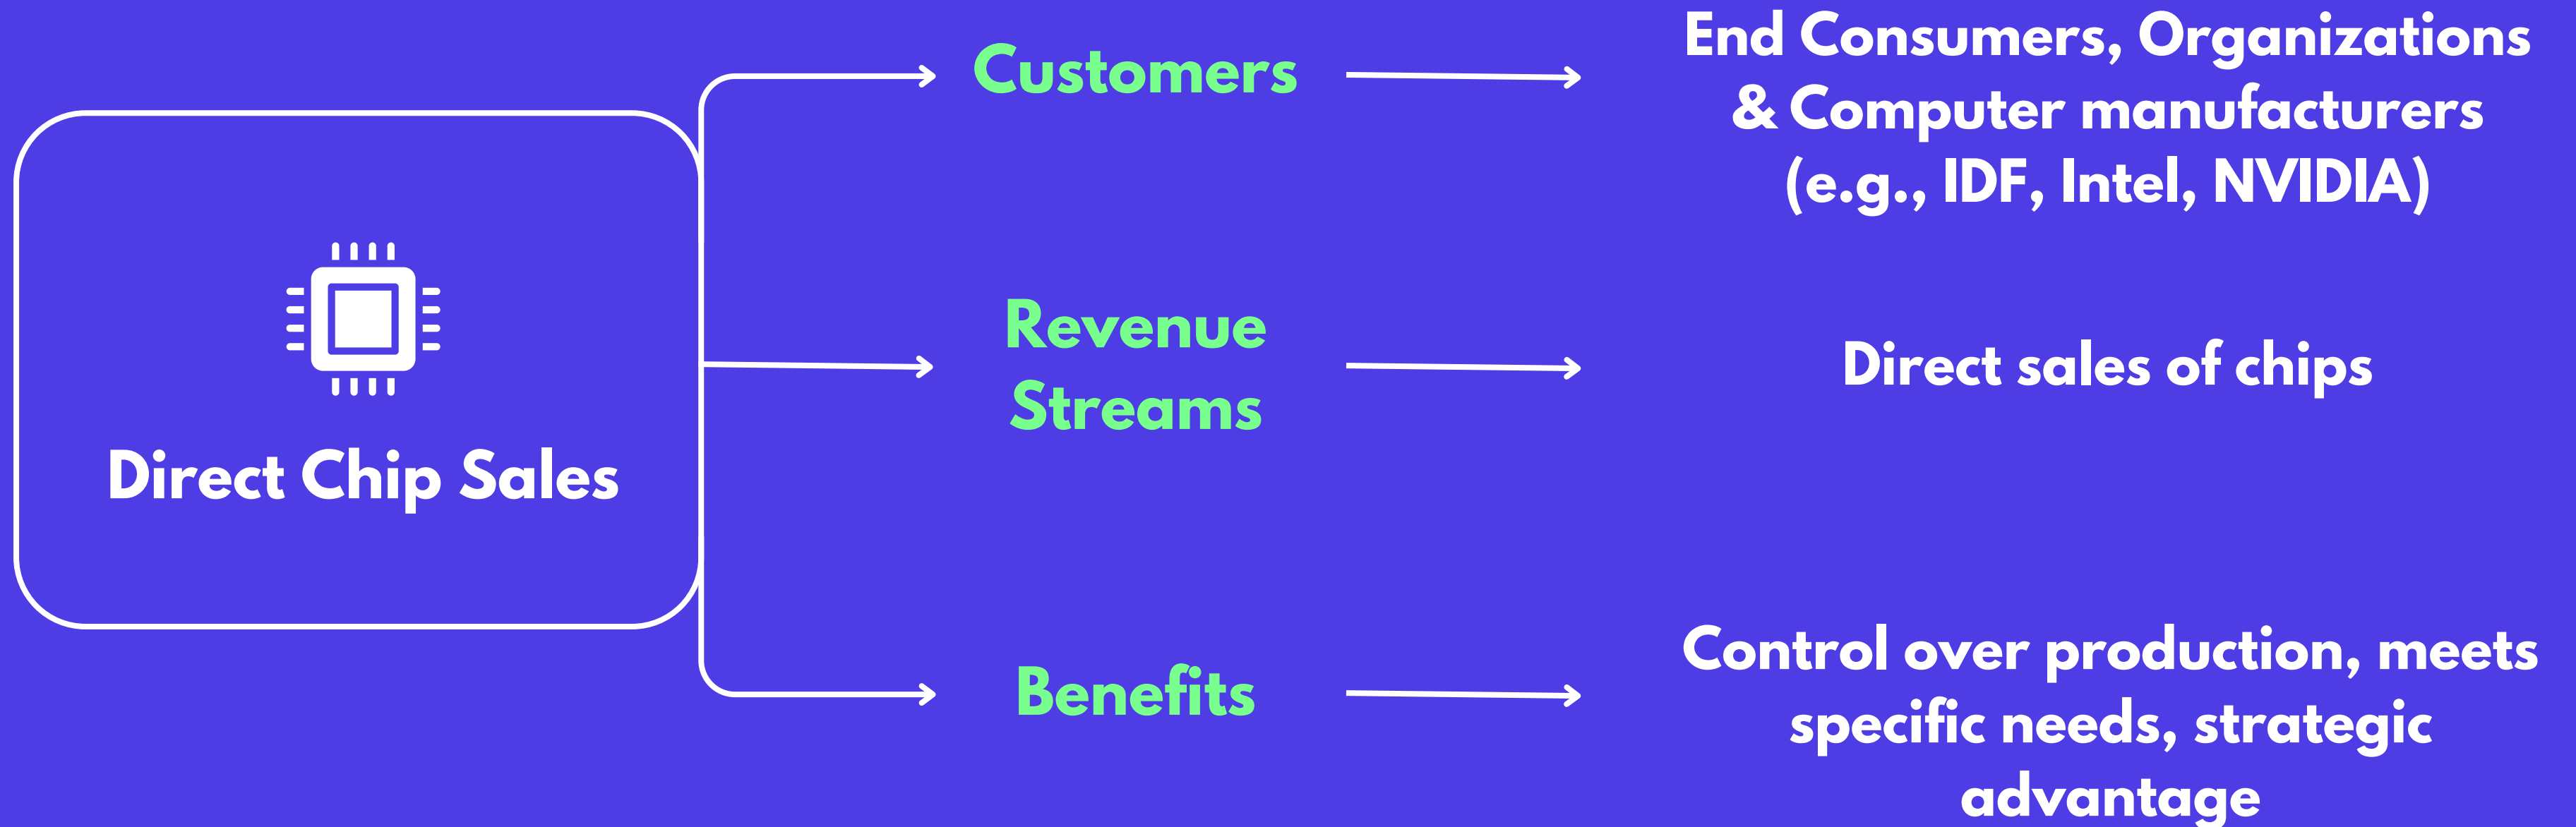 Direct Chip Sales
Customers
End Consumers, Organizations
& Computer manufacturers
(e.g., IDF, Intel, NVIDIA)
Revenue
Streams
Direct sales of chips
Benefits
Control over production, meets
specific needs, strategic
advantage